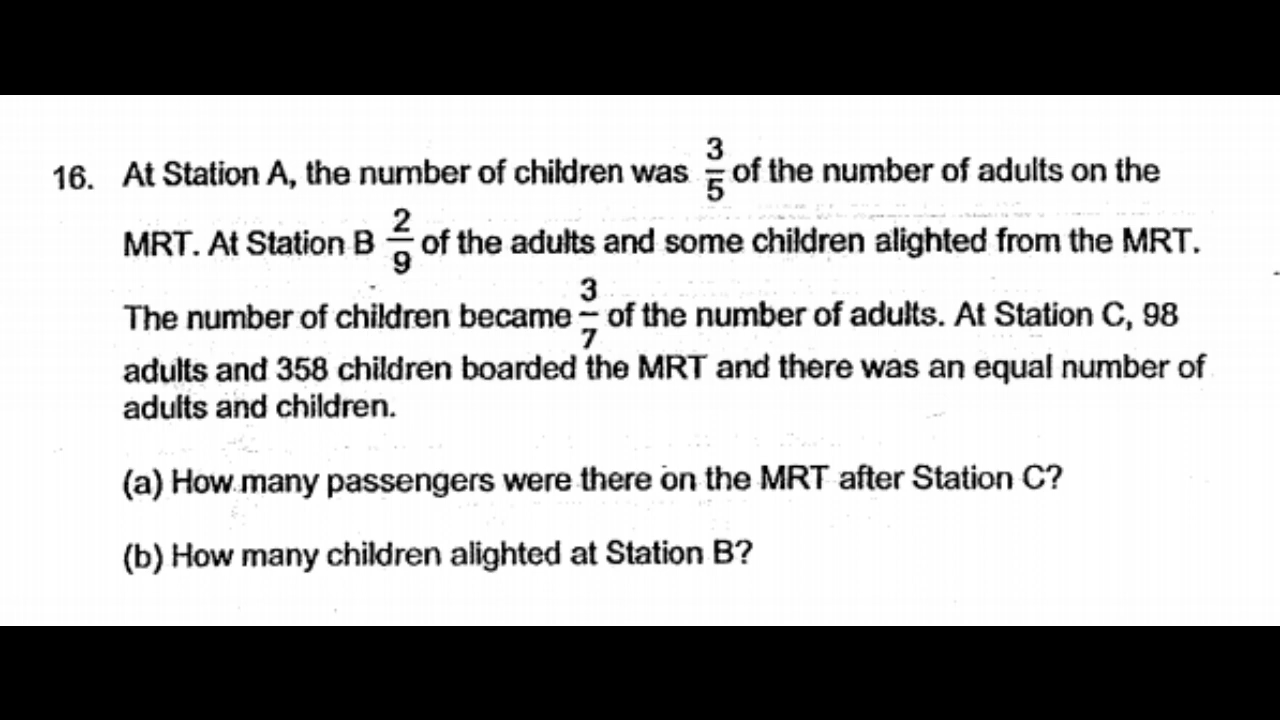 16. At Station A, the number of children was 3/5 of the number of adults on the
MRT. At Station B 2/9 of the adults and some children alighted from the MRT.
The number of children became 3/7 of the number of adults. At Station C, 98
adults and 358 children boarded the MRT and there was an equal number of
adults and children.
(a) How many passengers were there on the MRT after Station C?
(b) How many children alighted at Station B?